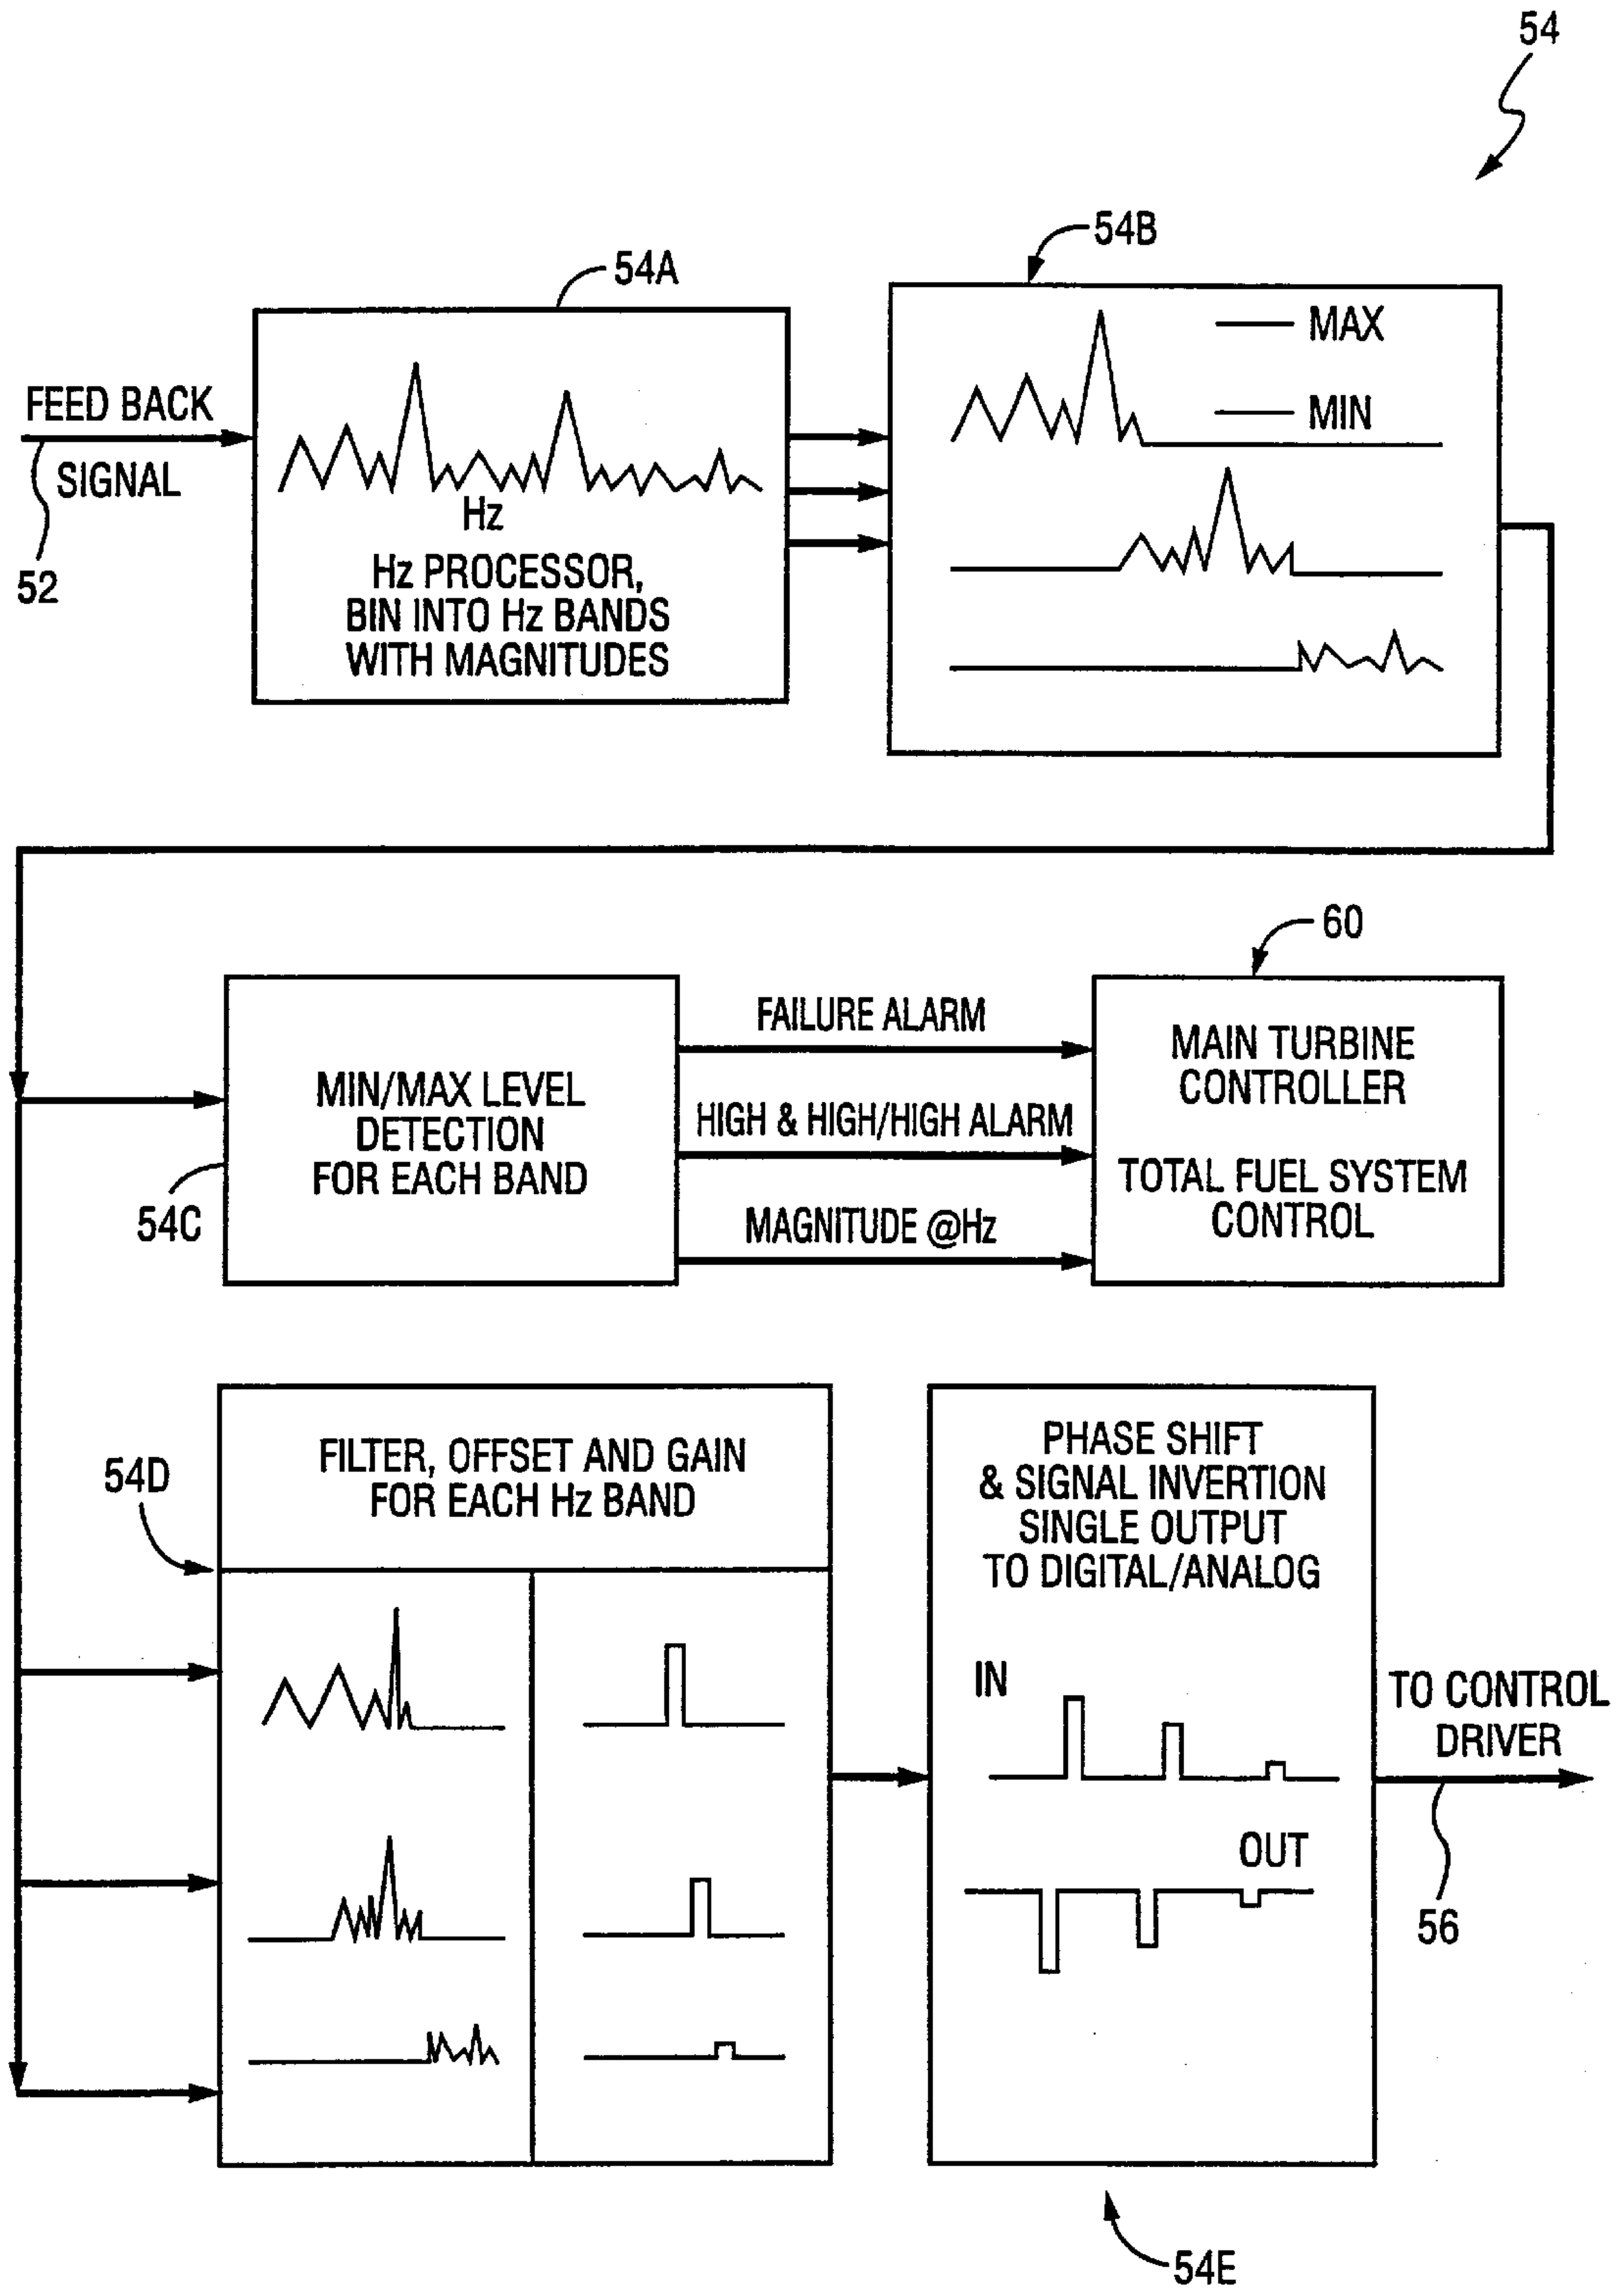 54
54B
54A
MAX
FEED BACK
MIN
SIGNAL
Hz
52
Hz PROCESSOR,
BIN INTO Hz BANDS
WITH MAGNITUDES
60
FAILURE ALARM
MAIN TURBINE
CONTROLLER
MIN/MAX LEVEL
DETECTION
FOR EACH BAND
HIGH & HIGH/HIGH ALARM
TOTAL FUEL SYSTEM
CONTROL
54C
MAGNITUDE @Hz
FILTER, OFFSET AND GAIN
FOR EACH Hz BAND
54D
PHASE SHIFT
& SIGNAL INVERTION
SINGLE OUTPUT
TO DIGITAL/ANALOG
IN
TO CONTROL
DRIVER
OUT
56
54E